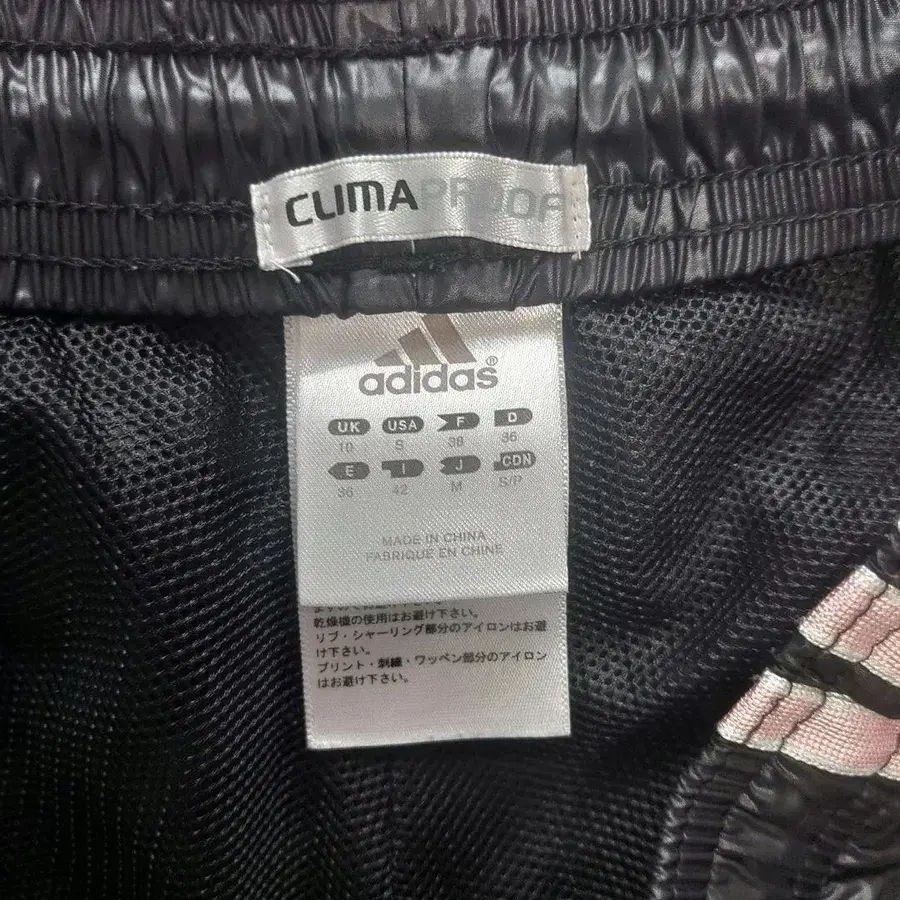 CLIMAPROOF
adidas®
UK USA F D
10 S 38 36
E I J CDN
36 42 M S/P
MADE IN CHINA
FABRIQUE EN CHINE
乾燥機の使用はお避け下さい。
リブ・シャーリング部分のアイロンはお避
け下さい。
プリント・刺繍・ワッペン部分のアイロン
はお避け下さい。